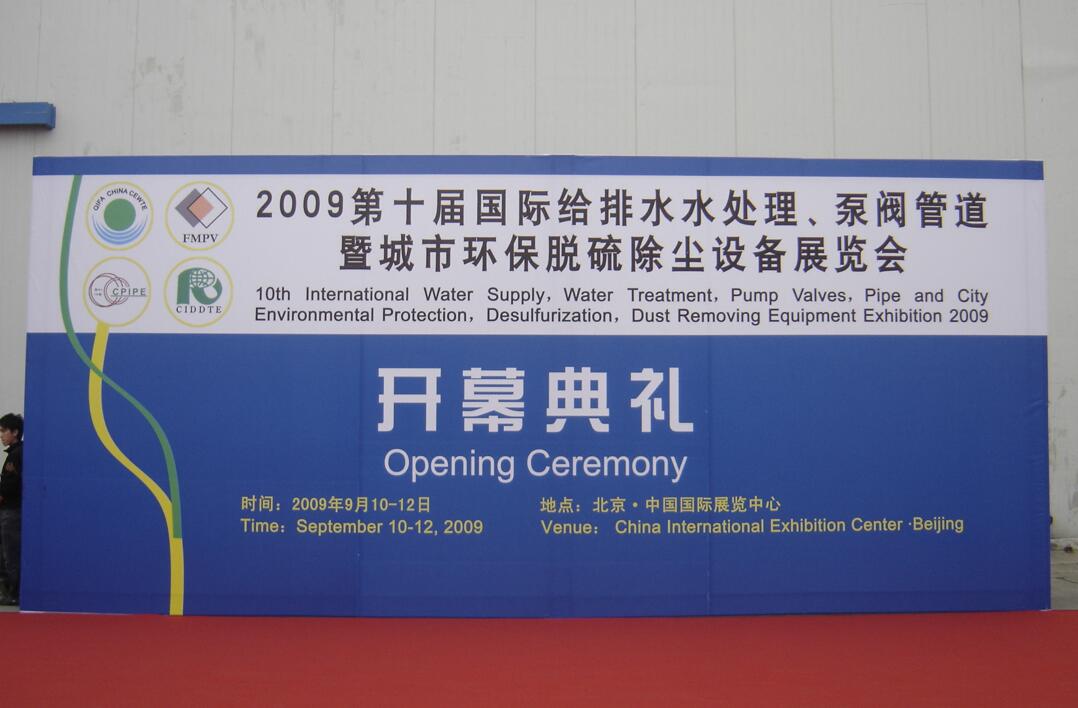 QIFA CHINA CEWTE
FMPV
CPIPE
CIDDTE
2009第十届国际给排水水处理、泵阀管道
暨城市环保脱硫除尘设备展览会
10th International Water Supply, Water Treatment, Pump Valves, Pipe and City
Environmental Protection, Desulfurization, Dust Removing Equipment Exhibition 2009
开幕典礼
Opening Ceremony
时间：2009年9月10-12日
Time：September 10-12, 2009
地点：北京·中国国际展览中心
Venue： China International Exhibition Center ·Beijing